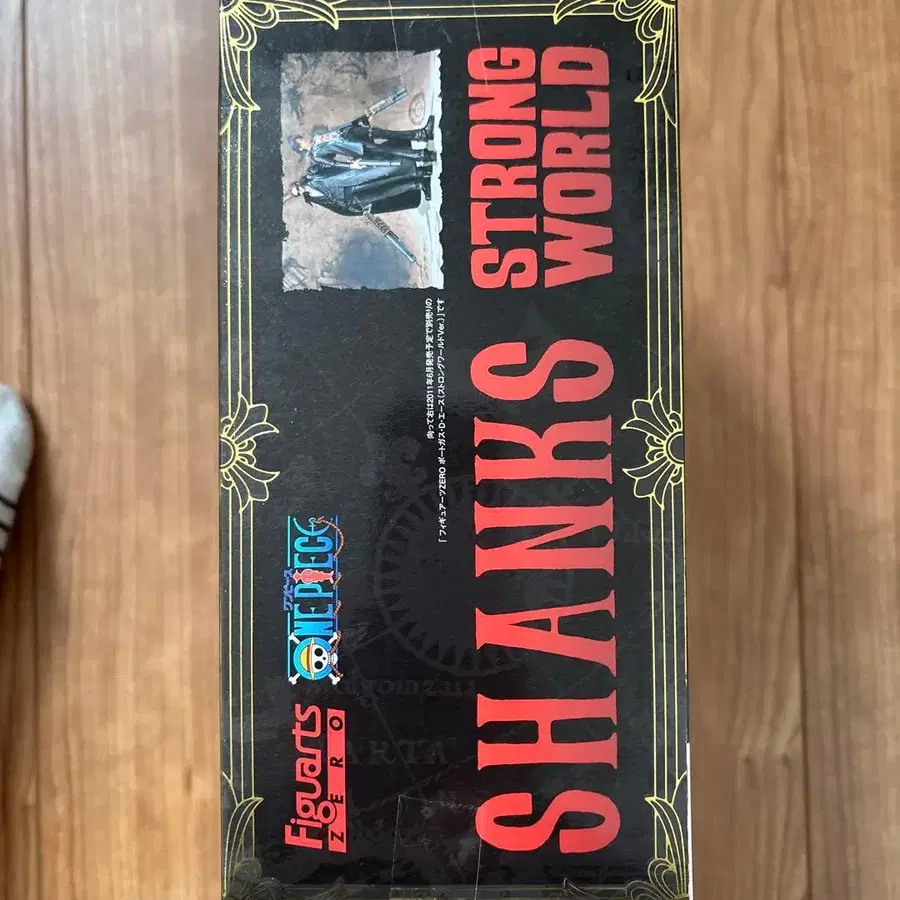 Figuarts
ZERO
ワンピース
ONE PIECE
向って右は2011年6月発売予定で別売りの
「フィギュアーツZERO ポートガス・D・エース(ストロングワールドVer.)」です
SHANKS
STRONG
WORLD